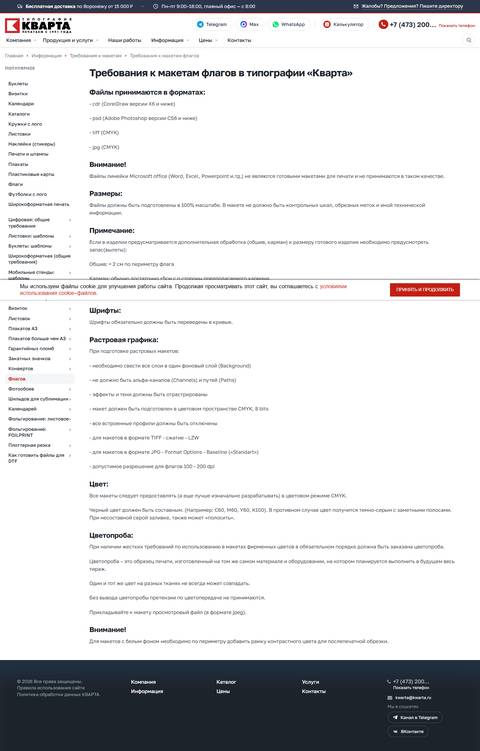 Бесплатная доставка по Воронежу от 15 000 ₽
Пн-пт 9:00–18:00, главный офис – с 8:00
Жалобы? Предложения? Пишите директору
ТИПОГРАФИЯ
КВАРТА
ПЕЧАТАЕМ С 1991 ГОДА
Telegram
Max
WhatsApp
Калькулятор
+7 (473) 200...
Показать телефон
Компания
Продукция и услуги
Наши работы
Информация
Цены
Контакты
Главная
Информация
Требования к макетам
Требования к макетам флагов
ПОЛИГРАФИЯ
Буклеты
Визитки
Календари
Каталоги
Кружки с лого
Листовки
Наклейки (стикеры)
Печати и штампы
Плакаты
Пластиковые карты
Флаги
Футболки с лого
Широкоформатная печать
Цифровая: общие
требования
Листовки: шаблоны
Буклеты: шаблоны
Широкоформатная (общие
требования)
Мобильные стенды:
шаблоны
Визиток
Листовок
Плакатов А3
Плакатов больше чем А3
Гарантийных пломб
Закатных значков
Конвертов
Флагов
Фотообоев
Шильдов для сублимации
Календарей
Фольгирование: листовое
Фольгирование:
FOILPRINT
Плоттерная резка
Как готовить файлы для
DTF
Требования к макетам флагов в типографии «Кварта»
Файлы принимаются в форматах:
- cdr (CorelDraw версии X6 и ниже)
- psd (Adobe Photoshop версии CS6 и ниже)
- tiff (CMYK)
- jpg (CMYK)
Внимание!
Файлы линейки Microsoft office (Word, Excel, Powerpoint и.тд.) не являются готовыми макетами для печати и не принимаются в таком качестве.
Размеры:
Файлы должны быть подготовлены в 100% масштабе. В макете не должно быть контрольных шкал, обрезных меток и иной технической
информации.
Примечание:
Если в изделии предусматривается дополнительная обработка (обшив, карман) к размеру готового изделия необходимо предусмотреть
запас(вылеты):
Обшив: + 2 см по периметру флага
Мы используем файлы cookie для улучшения работы сайта. Продолжая просматривать этот сайт, вы соглашаетесь с условиями
использования cookie-файлов.
ПРИНЯТЬ И ПРОДОЛЖИТЬ
Шрифты:
Шрифты обязательно должны быть переведены в кривые.
Растровая графика:
При подготовке растровых макетов:
- необходимо свести все слои в один фоновый слой (Background)
- не должно быть альфа-каналов (Channels) и путей (Paths)
- эффекты и тени должны быть отрастрированы
- макет должен быть подготовлен в цветовом пространстве CMYK, 8 bits
- все встроенные профили должны быть отключены
- для макетов в формате TIFF - сжатие - LZW
- для макетов в формате JPG - Format Options - Baseline («Standart»)
- допустимое разрешение для флагов 100 - 200 dpi
Цвет:
Все макеты следует предоставлять (а еще лучше изначально разрабатывать) в цветовом режиме CMYK.
Черный цвет должен быть составным. (Например: C60, M60, Y60, K100). В противном случае цвет получится темно-серым с заметными полосами.
При несоставной серой заливке, также может «полосить».
Цветопроба:
При наличии жестких требований по использованию в макетах фирменных цветов в обязательном порядке должна быть заказана цветопроба.
Цветопроба – это образец печати, изготовленный на том же самом материале и оборудовании, на котором планируется выполнить в будущем весь
тираж.
Один и тот же цвет на разных тканях не всегда может совпадать.
Без вывода цветопробы претензии по цветопередаче не принимаются.
Прикладывайте к макету просмотровый файл (в формате jpeg).
Внимание!
Для макетов с белым фоном необходимо по периметру добавить рамку контрастного цвета для послепечатной обрезки.
© 2026 Все права защищены.
Правила использования сайта
Политика обработки данных КВАРТА
Компания
Информация
Каталог
Цены
Услуги
Контакты
+7 (473) 200...
Показать телефон
kwarta@kwarta.ru
Мы в соцсетях
Канал в Telegram
ВКонтакте